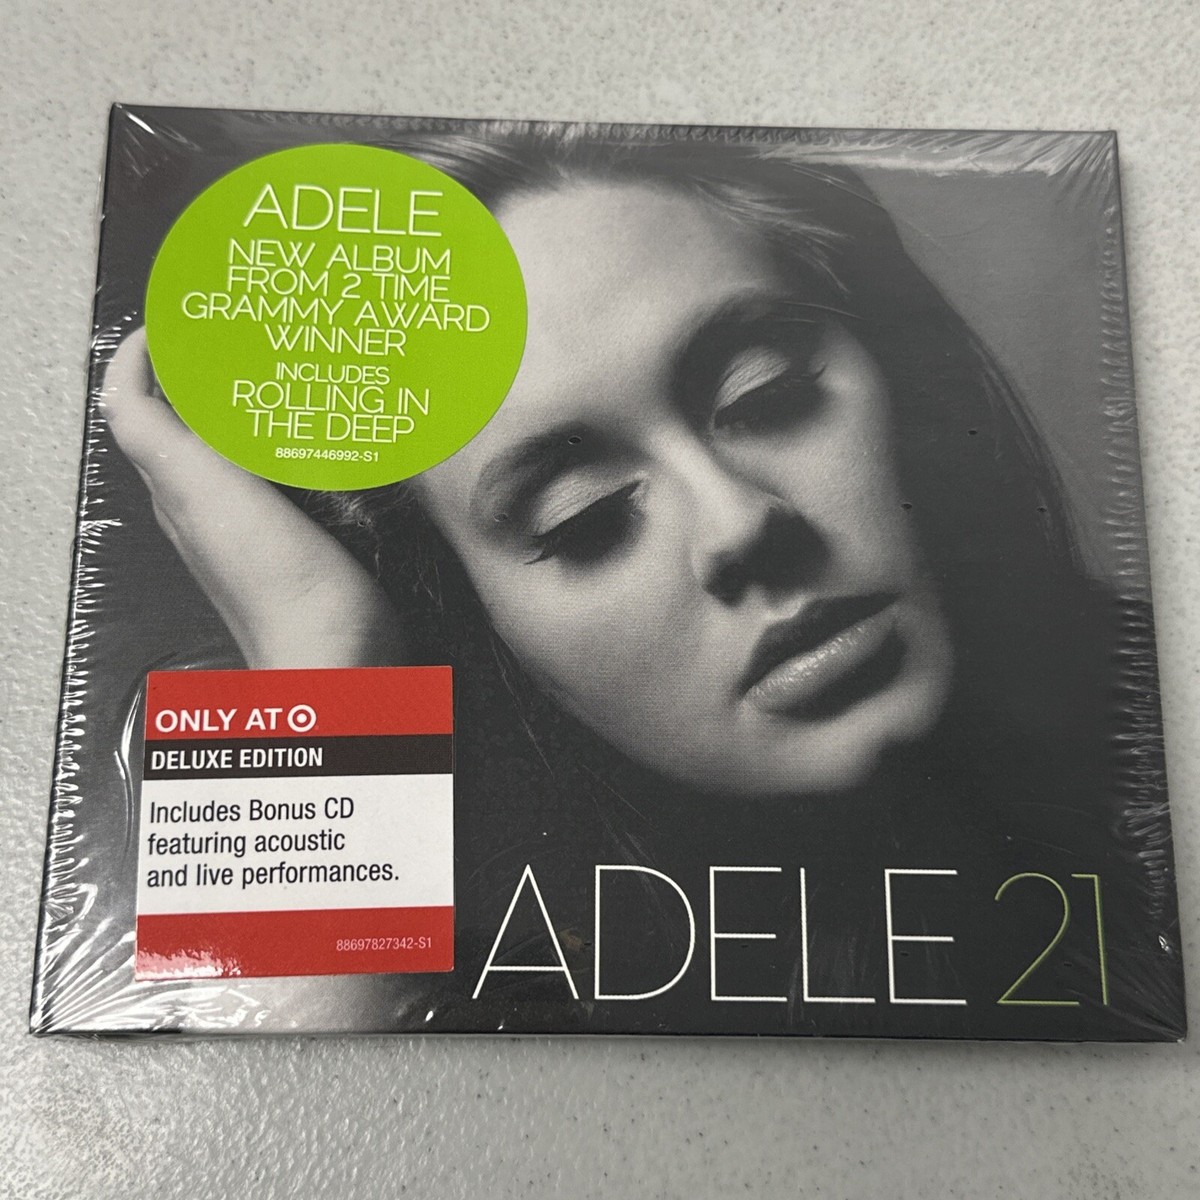 ADELE
NEW ALBUM
FROM 2 TIME
GRAMMY AWARD
WINNER
INCLUDES
ROLLING IN
THE DEEP
88697446992-S1
ONLY AT
DELUXE EDITION
Includes Bonus CD
featuring acoustic
and live performances.
88697827342-S1
ADELE 21